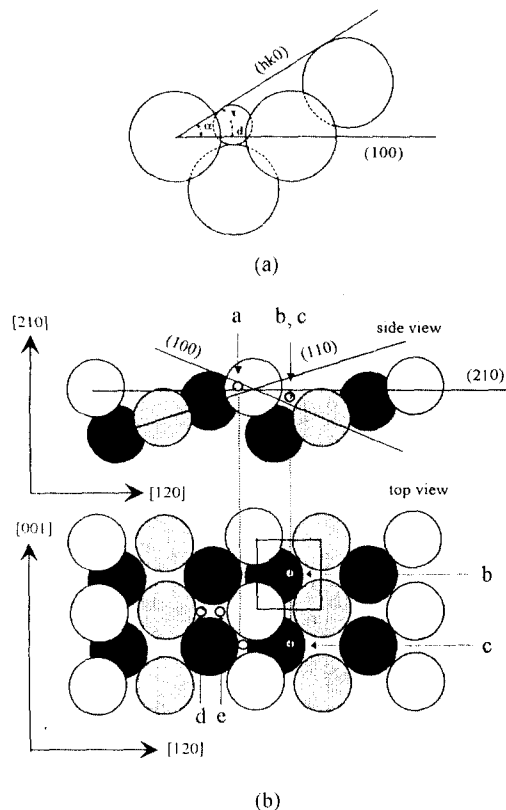 (hk0)
α
d
(100)
(a)
[210]
a
b, c
side view
(100)
(110)
(210)
[120]
top view
[001]
b
c
d
e
[120]
(b)